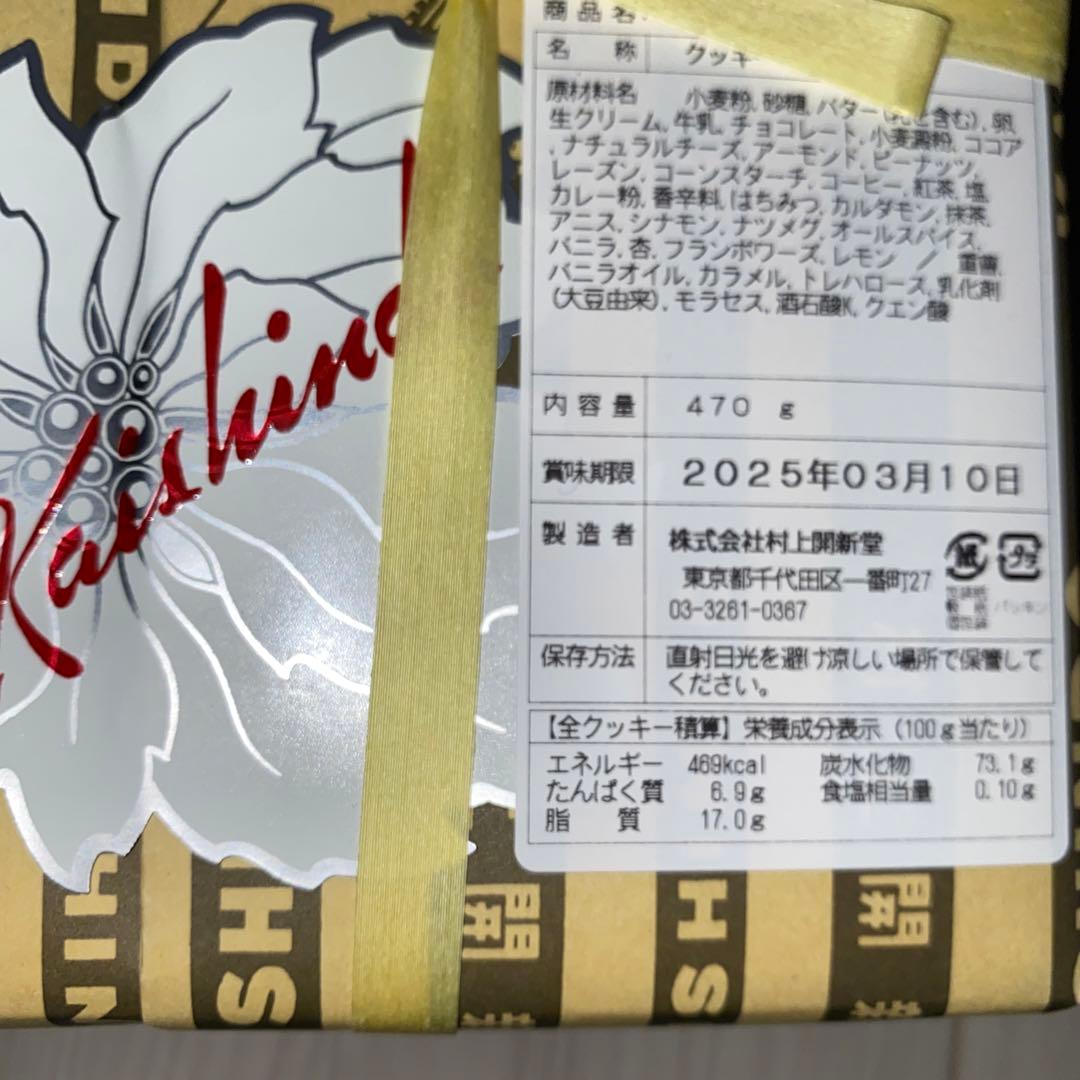 商品名
名称 クッキ
原材料名 小麦粉, 砂糖, バター(乳を含む), 卵,
生クリーム, 牛乳, チョコレート, 小麦澱粉, ココア
, ナチュラルチーズ, アーモンド, ピーナッツ,
レーズン, コーンスターチ, コーヒー, 紅茶, 塩,
カレー粉, 香辛料, はちみつ, カルダモン, 抹茶,
アニス, シナモン, ナツメグ, オールスパイス,
バニラ, 杏, フランボワーズ, レモン / 重曹,
バニラオイル, カラメル, トレハロース, 乳化剤
(大豆由来), モラセス, 酒石酸K, クエン酸
内容量 470 g
賞味期限 2025年03月10日
製造者 株式会社村上開新堂
東京都千代田区一番町27
03-3261-0367
紙 プラ
保存方法 直射日光を避け涼しい場所で保管して
ください。
【全クッキー積算】栄養成分表示(100g当たり)
エネルギー 469kcal 炭水化物 73.1g
たんぱく質 6.9g 食塩相当量 0.10g
脂質 17.0g
Kaishind
D
HIN
HS
開
新
HS
開
新